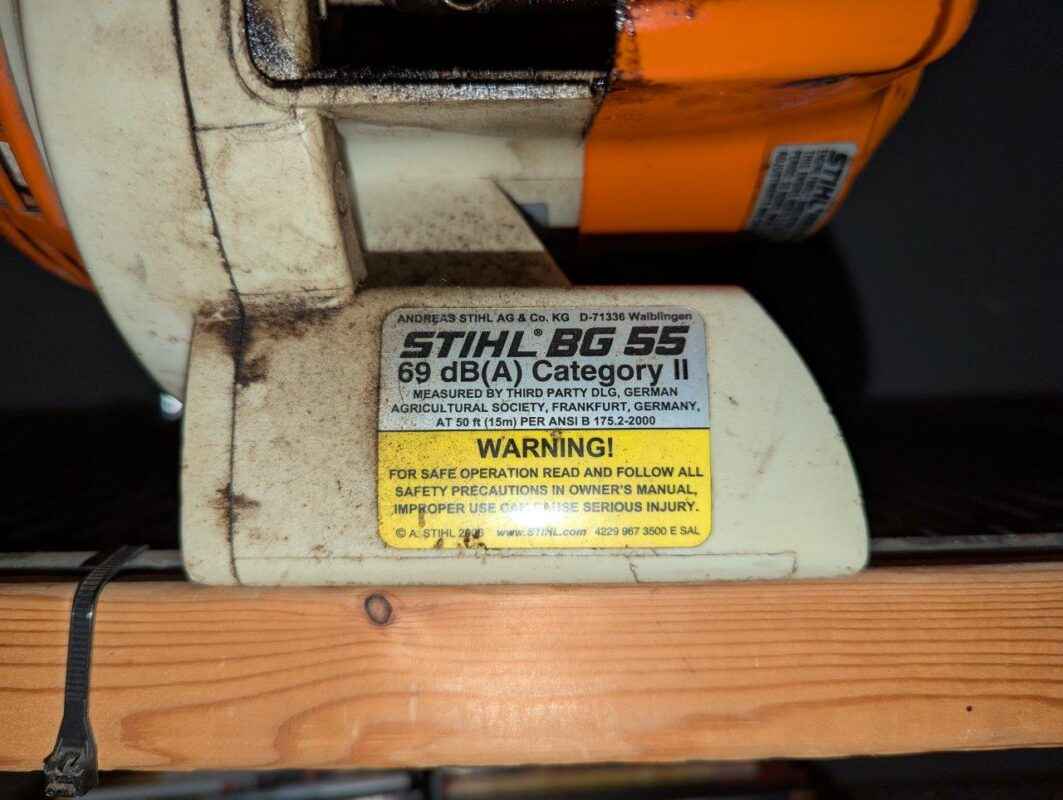 STIHL
ANDREAS STIHL AG & Co. KG D-71336 Waiblingen
STIHL® BG 55
69 dB(A) Category II
MEASURED BY THIRD PARTY DLG, GERMAN
AGRICULTURAL SOCIETY, FRANKFURT, GERMANY,
AT 50 ft (15m) PER ANSI B 175.2-2000
WARNING!
FOR SAFE OPERATION READ AND FOLLOW ALL
SAFETY PRECAUTIONS IN OWNER'S MANUAL,
IMPROPER USE CAN CAUSE SERIOUS INJURY.
© A. STIHL www.STIHL.com 4229 967 3500 E SAL